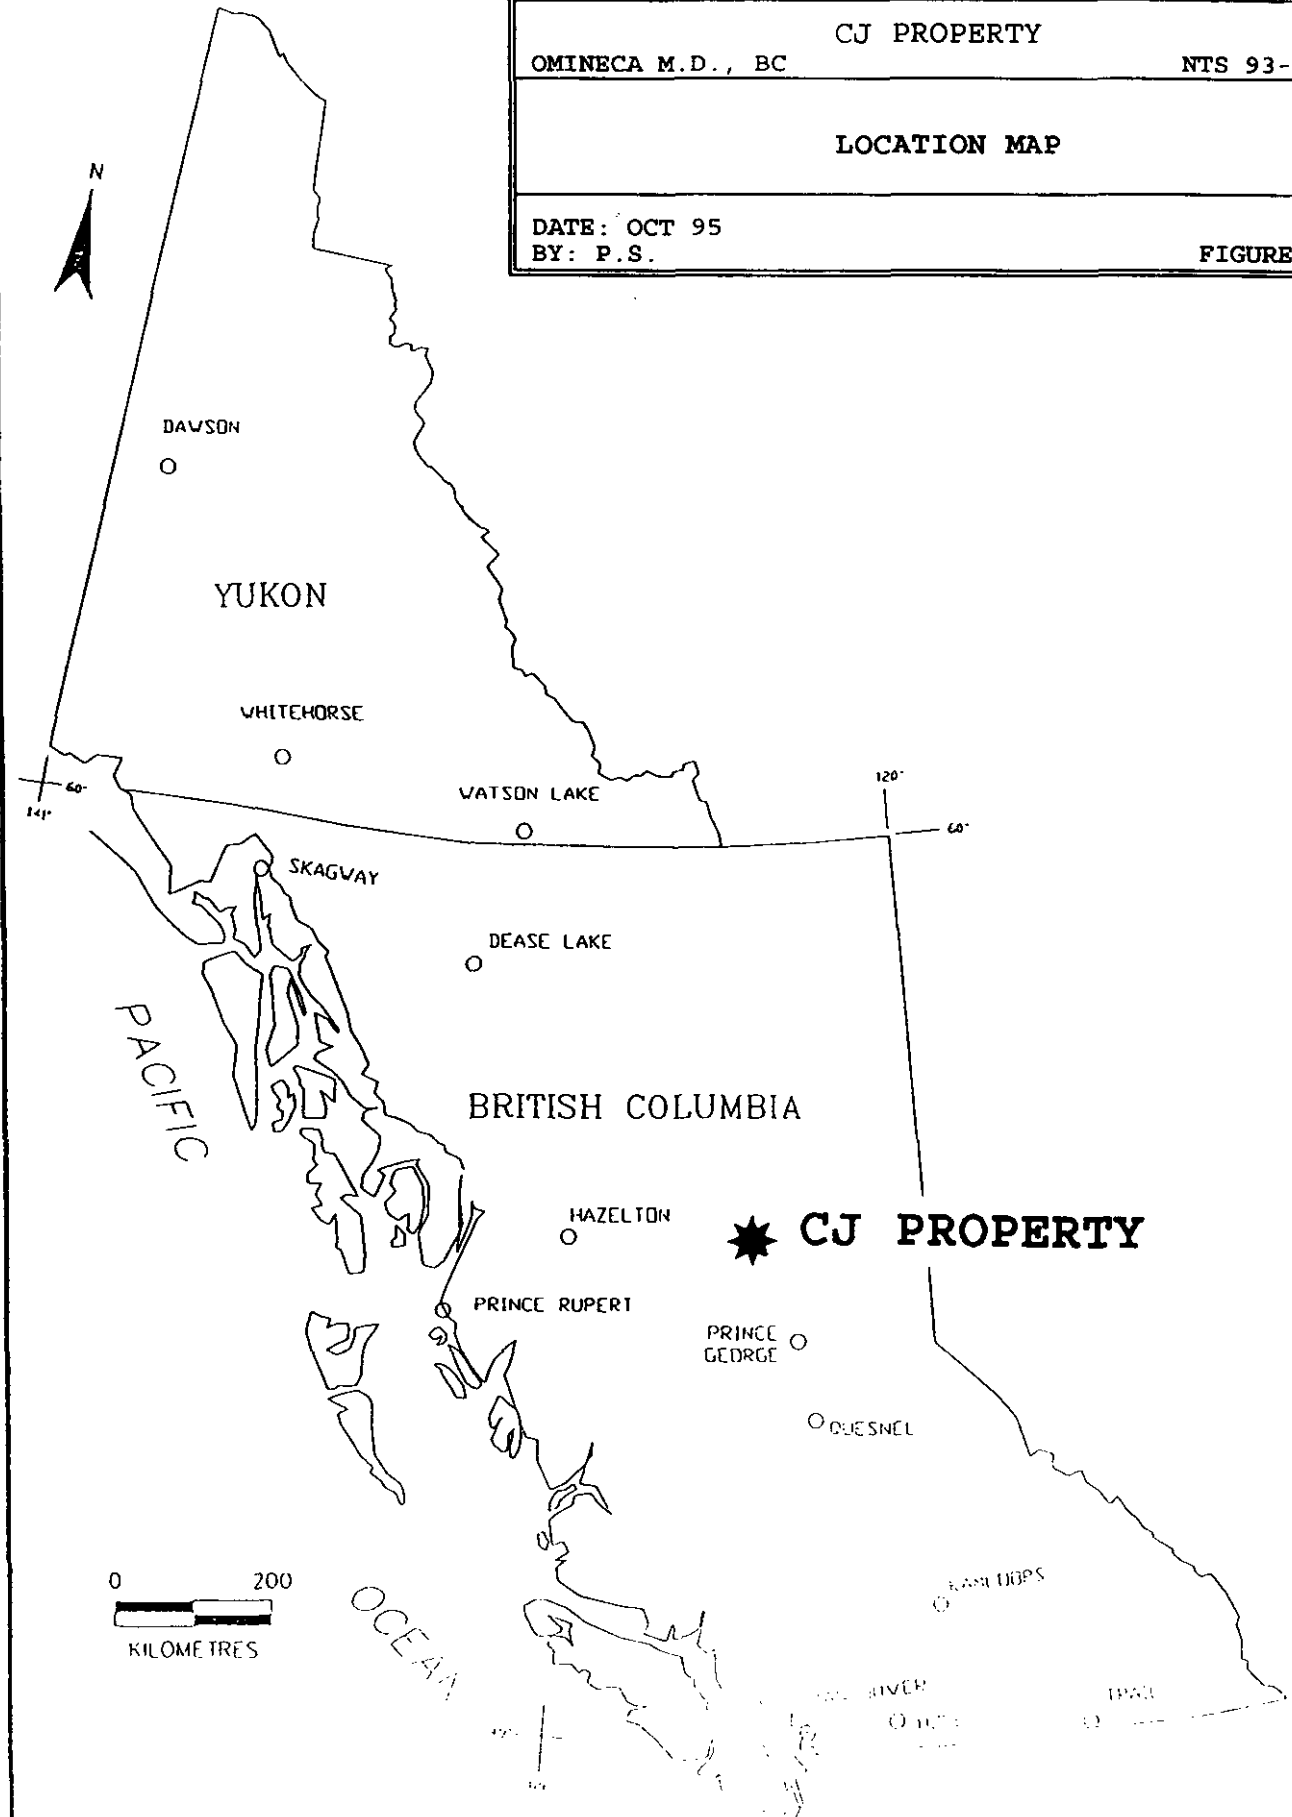 CJ PROPERTY
OMINECA M.D., BC NTS 93-
LOCATION MAP
DATE: OCT 95
BY: P.S. FIGURE
N
DAWSON
YUKON
WHITEHORSE
WATSON LAKE
60°
141°
120°
60°
SKAGWAY
DEASE LAKE
PACIFIC
BRITISH COLUMBIA
HAZELTON
CJ PROPERTY
PRINCE RUPERT
PRINCE
GEORGE
QUESNEL
0 200
KILOMETRES
OCEAN
KAMLOOPS
TRAIL